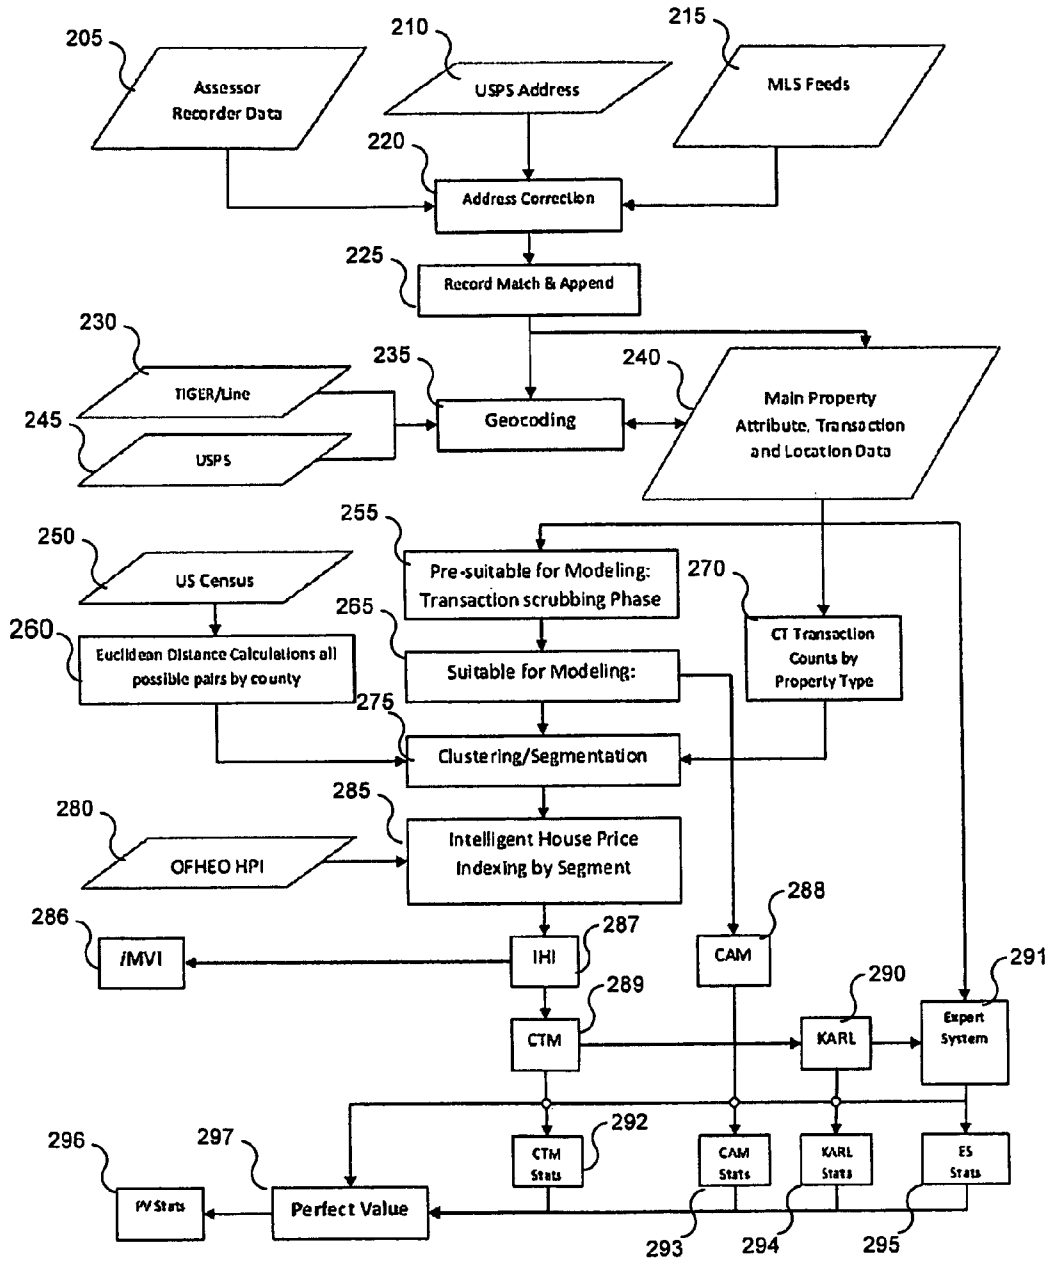 205
210
215
Assessor
Recorder Data
USPS Address
MLS Feeds
220
Address Correction
225
Record Match & Append
230
TIGER/Line
235
Geocoding
240
Main Property
Attribute, Transaction
and Location Data
245
USPS
250
US Census
255
Pre-suitable for Modeling:
Transaction scrubbing Phase
260
Euclidean Distance Calculations all
possible pairs by county
265
Suitable for Modeling:
270
CT Transaction
Counts by
Property Type
275
Clustering/Segmentation
280
OFHEO HPI
285
Intelligent House Price
Indexing by Segment
286
iMVI
287
IHI
288
CAM
289
CTM
290
KARL
291
Expert
System
292
CTM
Stats
CAM
Stats
293
KARL
Stats
294
ES
Stats
295
296
PV Stats
297
Perfect Value